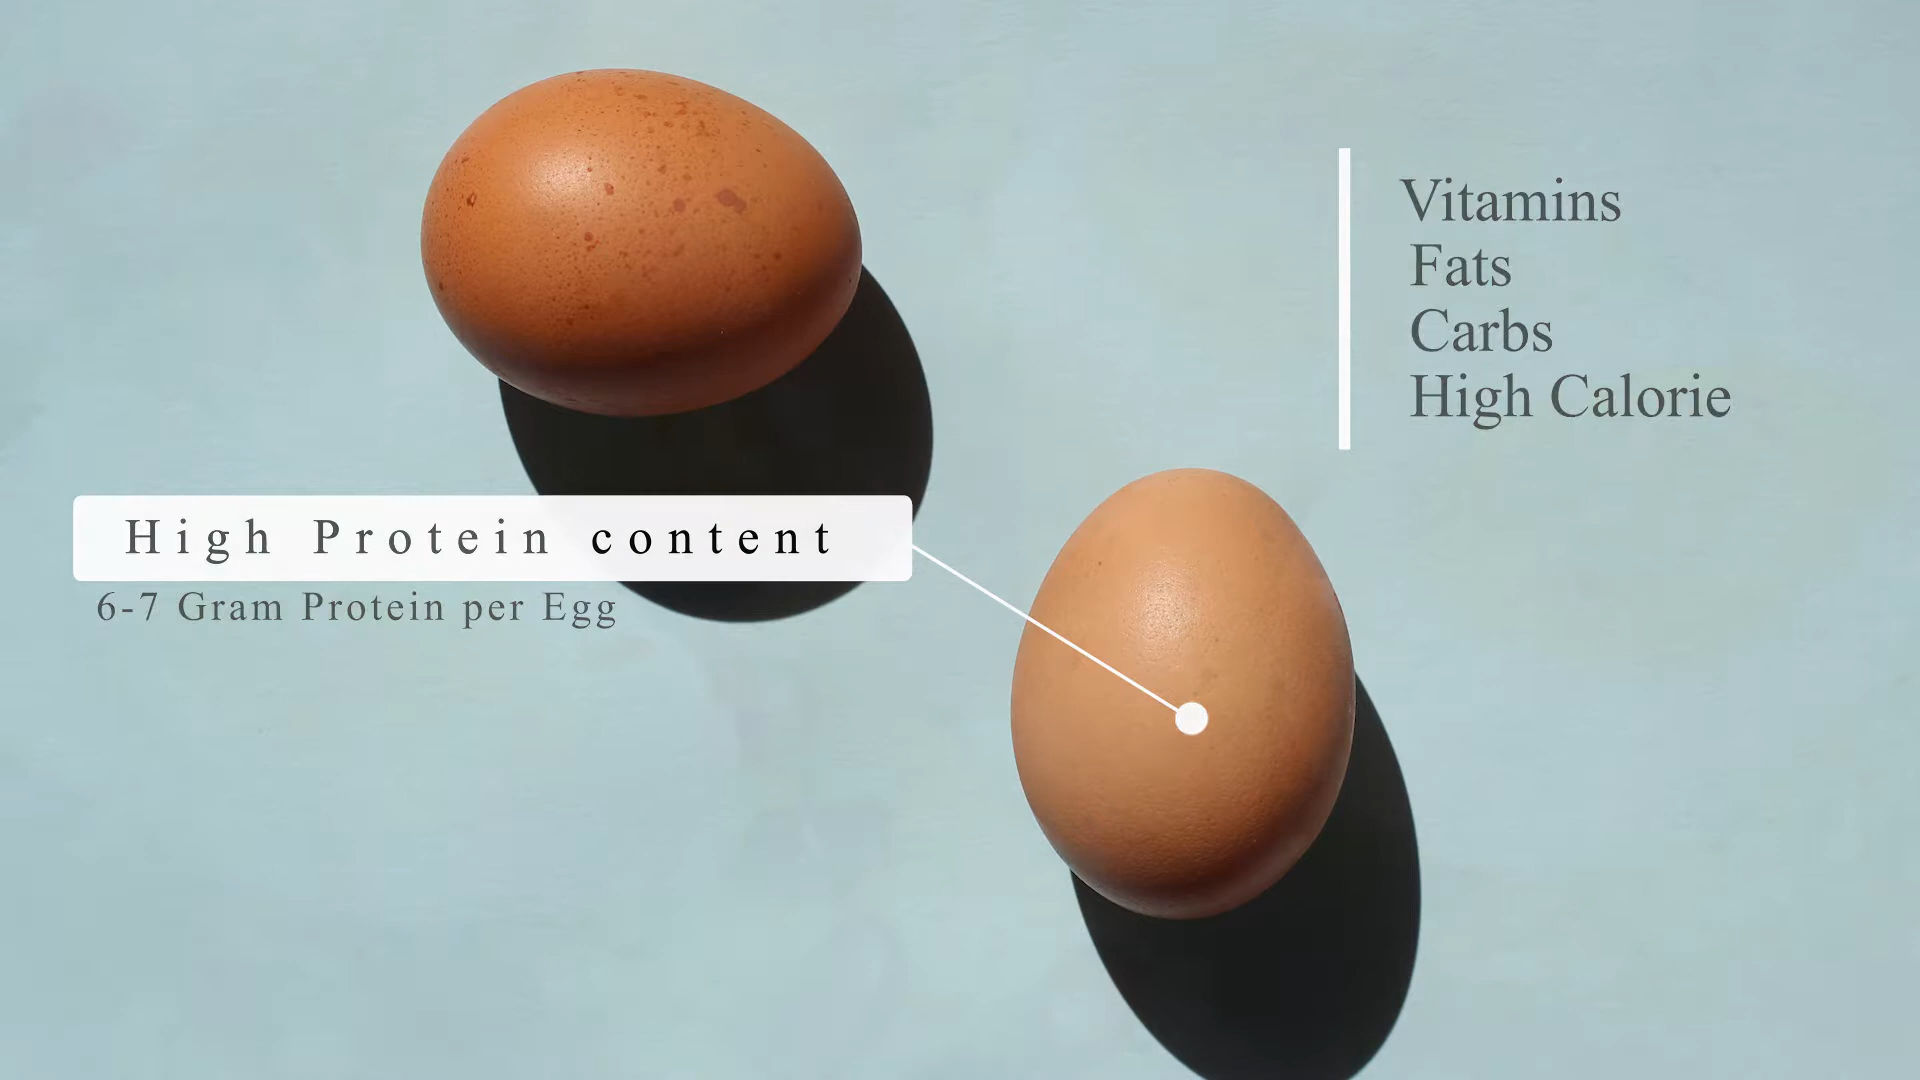 Vitamins
Fats
Carbs
High Calorie
High Protein content
6-7 Gram Protein per Egg